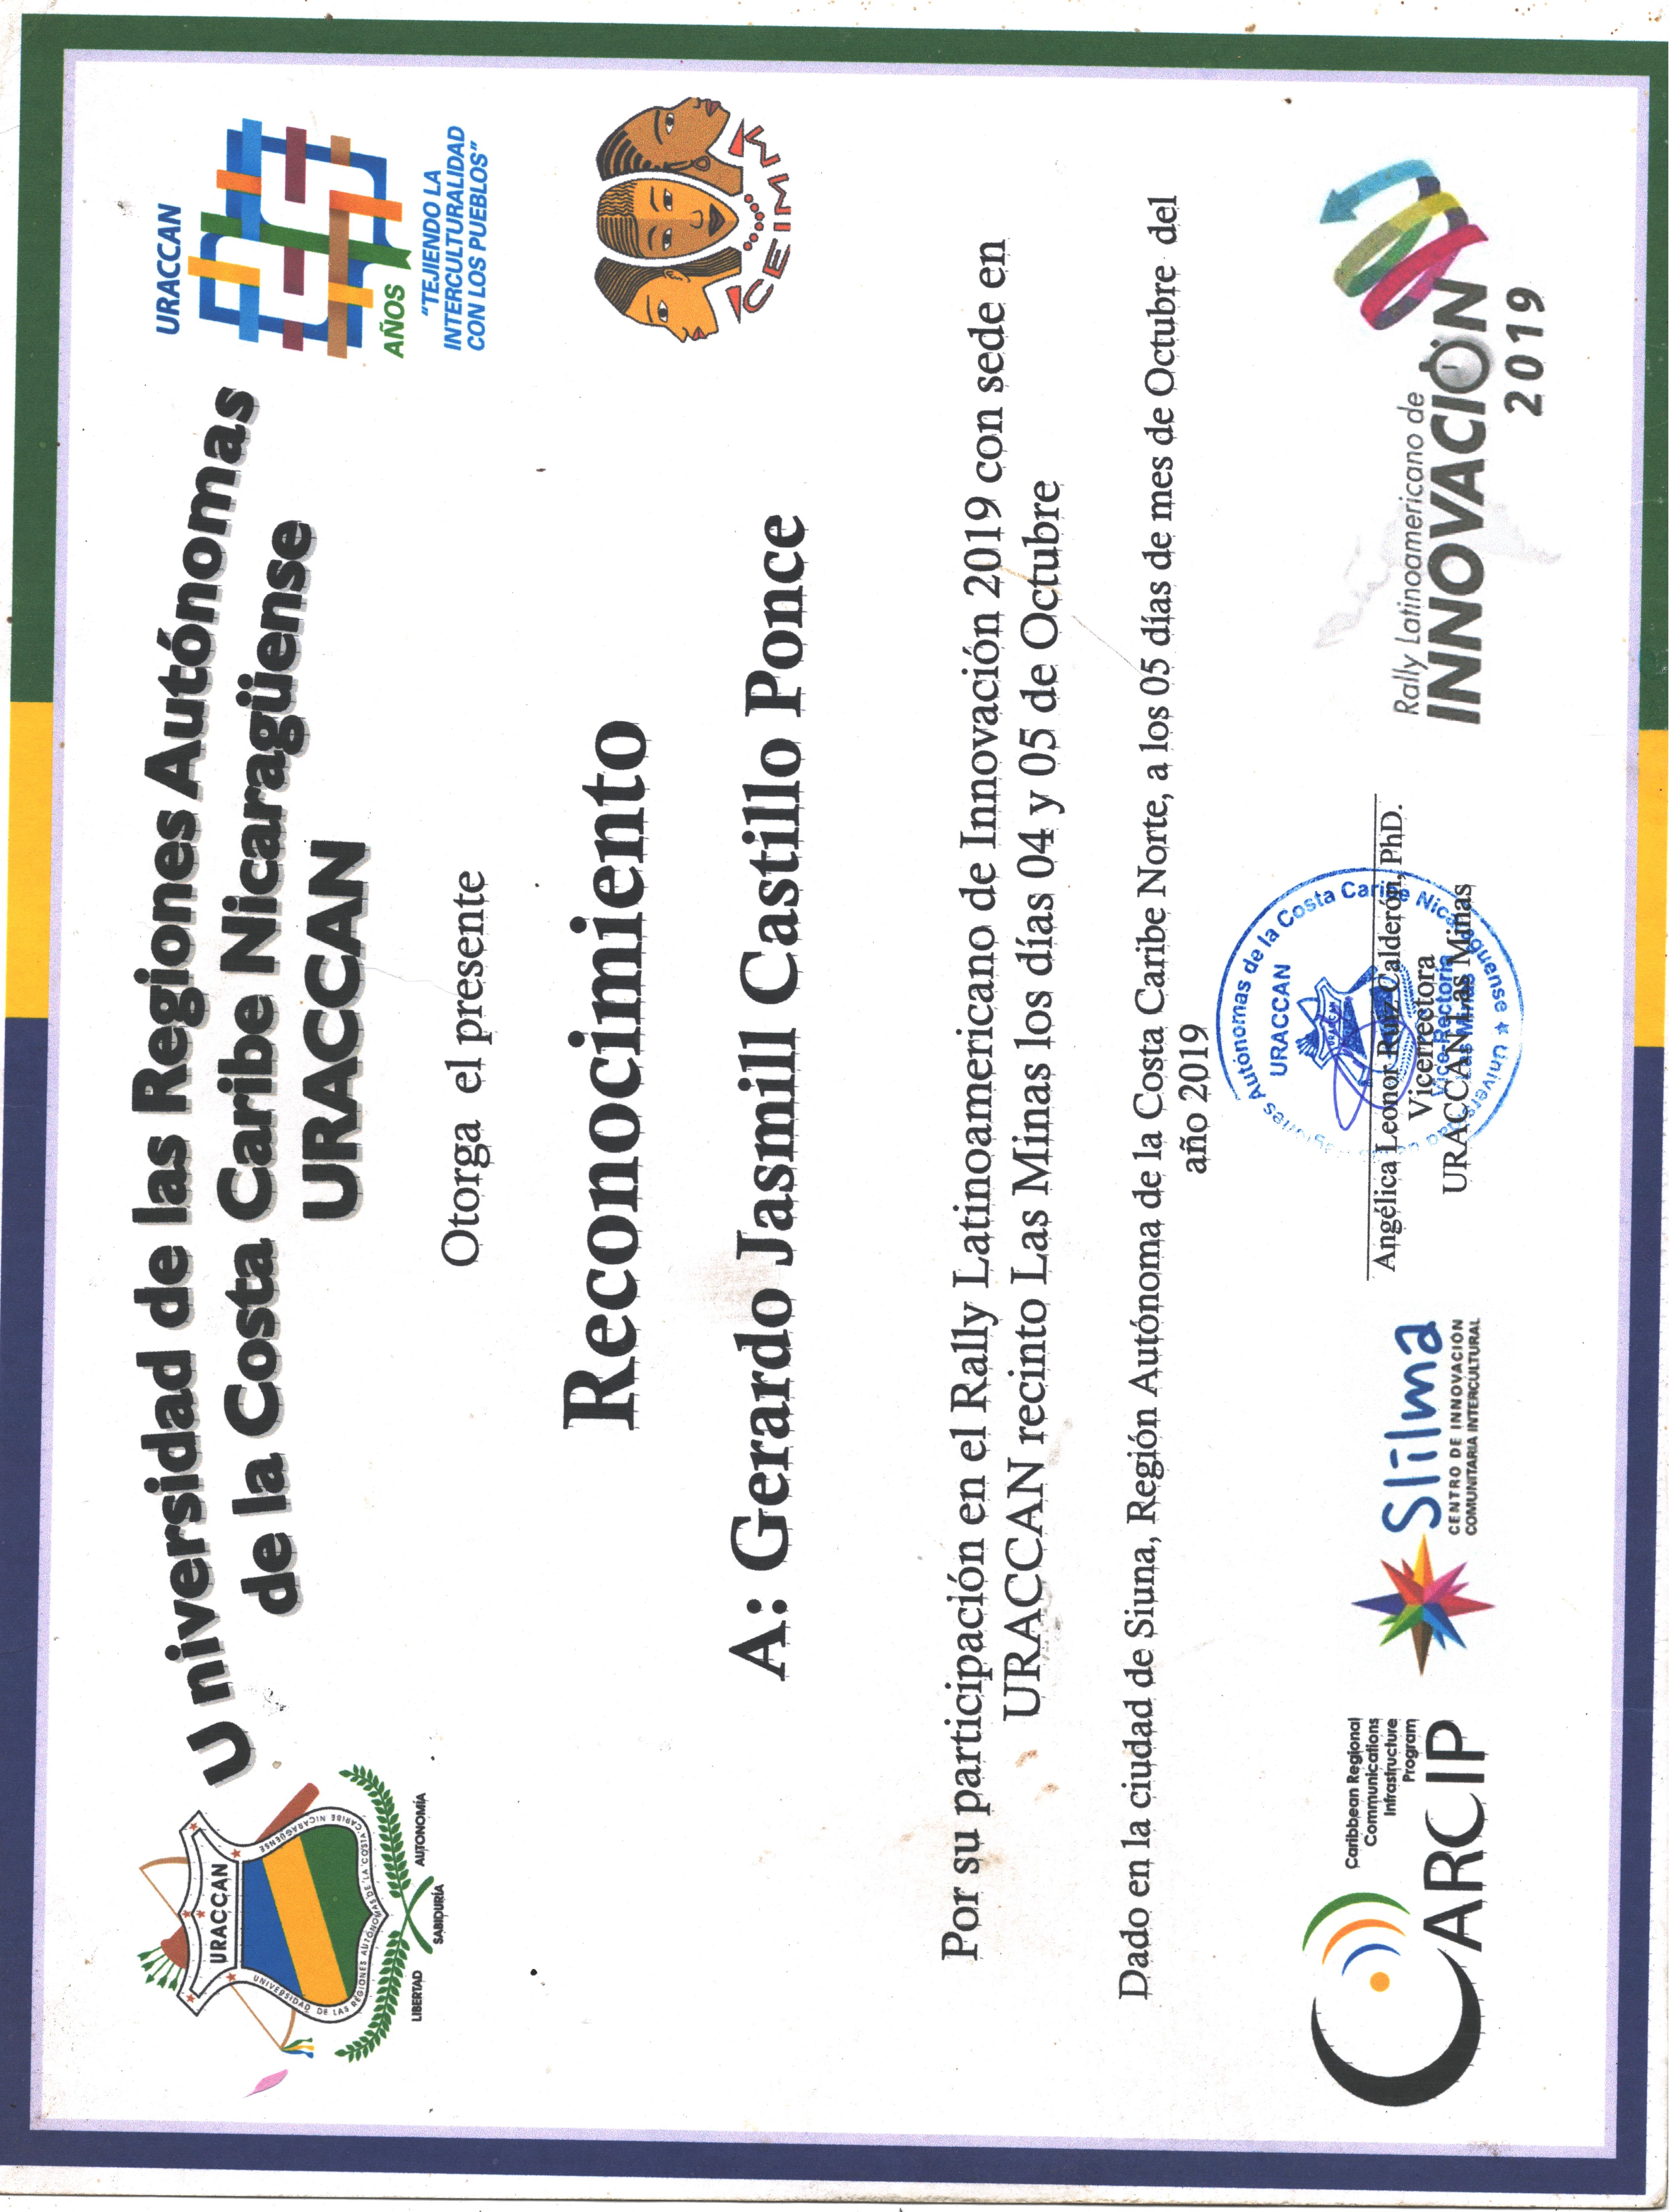 Universidad de las Regiones Autónomas
de la Costa Caribe Nicaragüense
URACCAN
URACCAN
UNIVERSIDAD DE LAS REGIONES AUTÓNOMAS DE LA COSTA CARIBE NICARAGÜENSE
LIBERTAD
SABIDURÍA
AUTONOMÍA
URACCAN
25
AÑOS
"TEJIENDO LA
INTERCULTURALIDAD
CON LOS PUEBLOS"
Otorga el presente
Reconocimiento
CEIMM
A: Gerardo Jasmill Castillo Ponce
Por su participación en el Rally Latinoamericano de Innovación 2019 con sede en
URACCAN recinto Las Minas los días 04 y 05 de Octubre
Dado en la ciudad de Siuna, Región Autónoma de la Costa Caribe Norte, a los 05 días de mes de Octubre del
año 2019
Caribbean Regional
Communications
Infrastructure
Program
CARCIP
Slilma
CENTRO DE INNOVACIÓN
COMUNITARIA INTERCULTURAL
Autónomas de la Costa Caribe Nicaraguense
URACCAN
URACCAN
Angélica Leonor Ruiz Calderón, PhD.
Vicerrectora
Vice-Rectoría
URACCAN Las Minas
Las Minas
Rally Latinoamericano de
INNOVACIÓN
2019